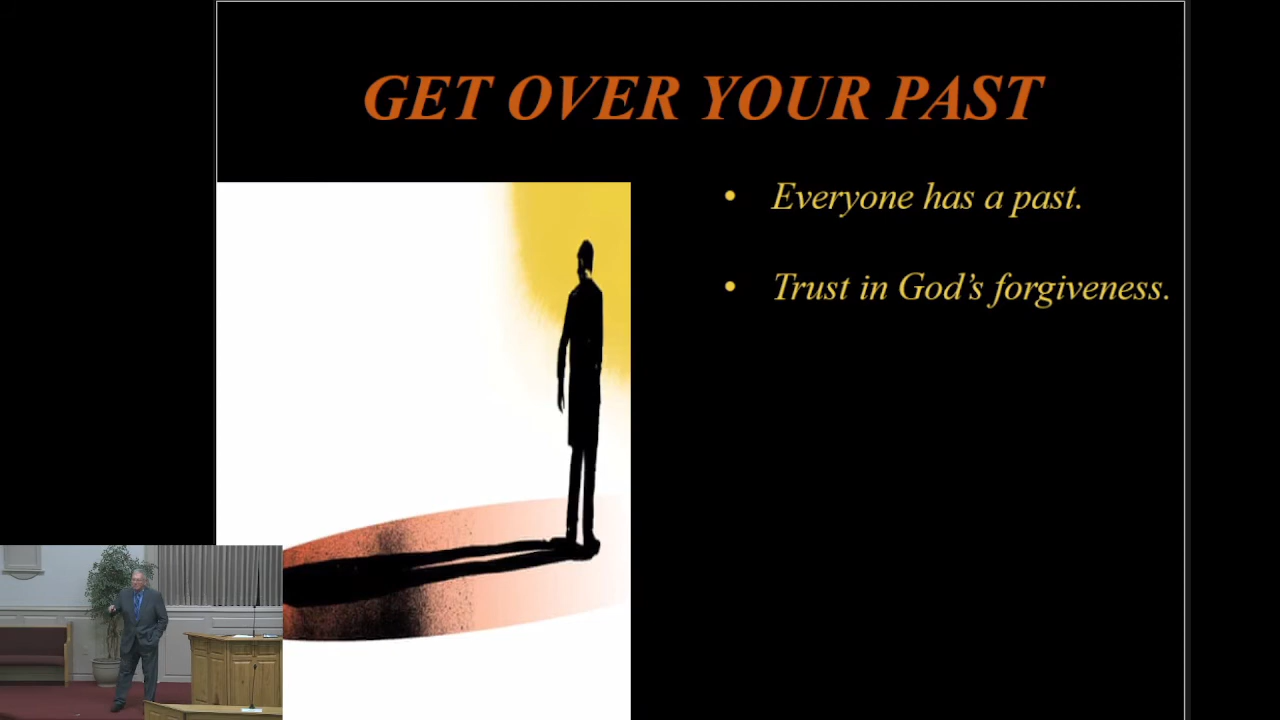 GET OVER YOUR PAST
• Everyone has a past.
• Trust in God’s forgiveness.